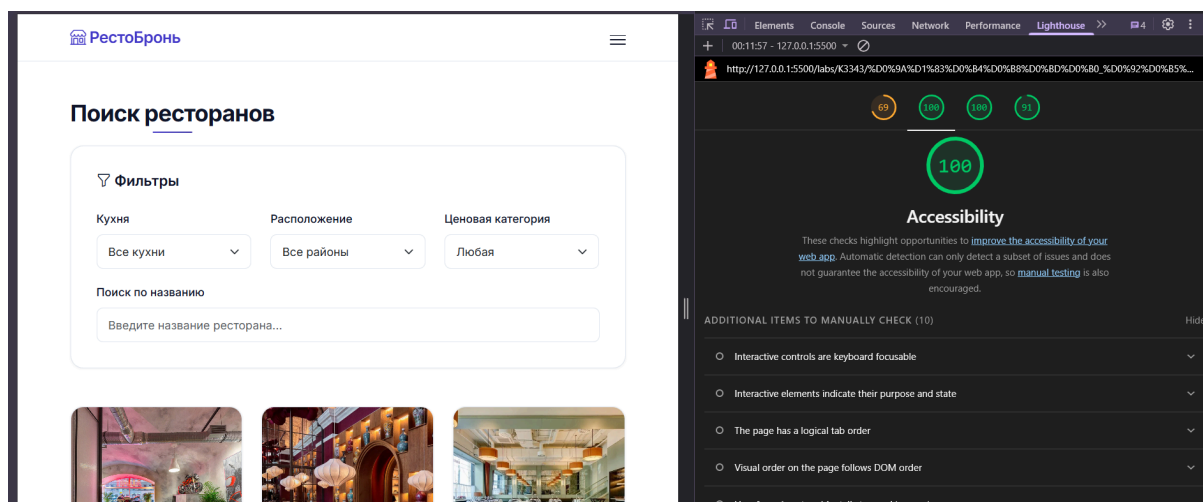 РестоБронь
Поиск ресторанов
Фильтры
Кухня
Расположение
Ценовая категория
Все кухни
Все районы
Любая
Поиск по названию
Введите название ресторана...
Elements Console Sources Network Performance Lighthouse 4
00:11:57 - 127.0.0.1:5500
http://127.0.0.1:5500/labs/K3343/%D0%9A%D1%83%D0%B4%D0%B8%D0%BD%D0%B0_%D0%92%D0%B5%...
69 100 100 91
100
Accessibility
These checks highlight opportunities to improve the accessibility of your
web app. Automatic detection can only detect a subset of issues and does
not guarantee the accessibility of your web app, so manual testing is also
encouraged.
ADDITIONAL ITEMS TO MANUALLY CHECK (10) Hide
Interactive controls are keyboard focusable
Interactive elements indicate their purpose and state
The page has a logical tab order
Visual order on the page follows DOM order